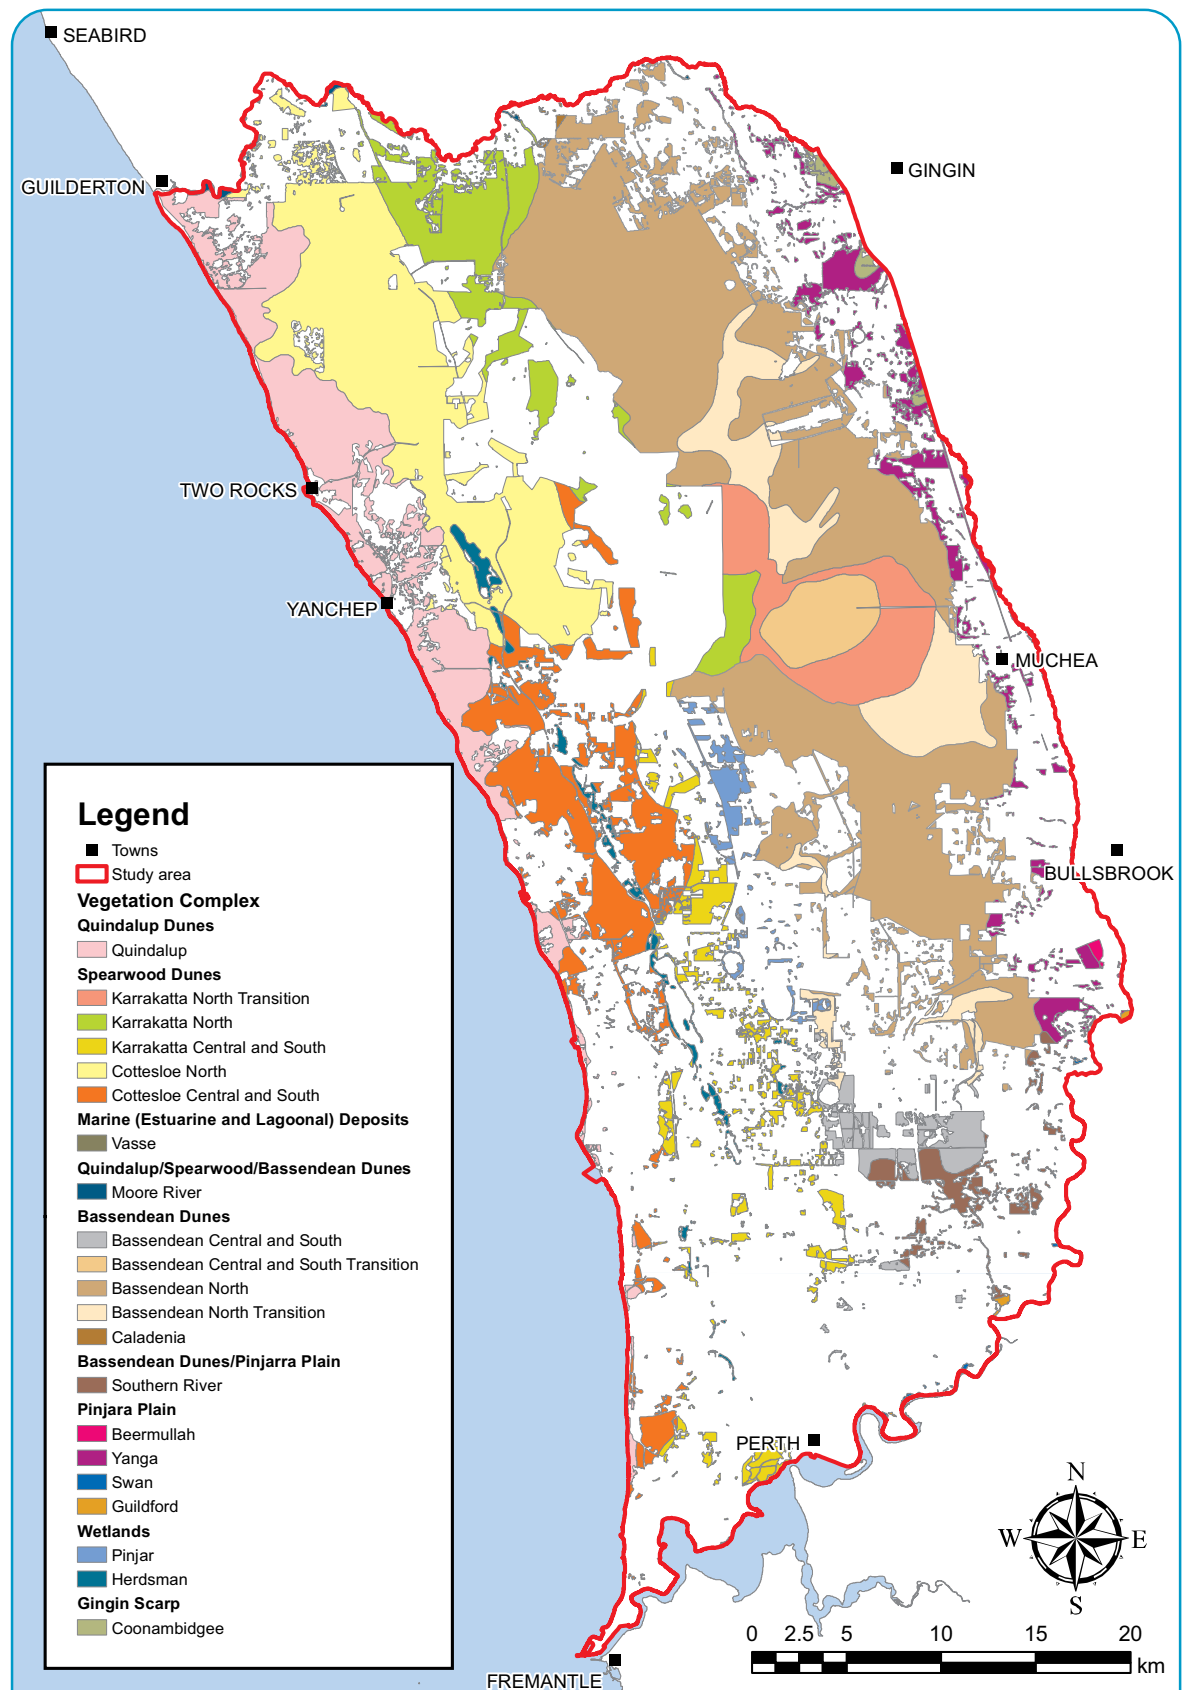 SEABIRD
GINGIN
GUILDERTON
TWO ROCKS
YANCHEP
MUCHEA
BULLSBROOK
PERTH
FREMANTLE
Legend
Towns
Study area
Vegetation Complex
Quindalup Dunes
Quindalup
Spearwood Dunes
Karrakatta North Transition
Karrakatta North
Karrakatta Central and South
Cottesloe North
Cottesloe Central and South
Marine (Estuarine and Lagoonal) Deposits
Vasse
Quindalup/Spearwood/Bassendean Dunes
Moore River
Bassendean Dunes
Bassendean Central and South
Bassendean Central and South Transition
Bassendean North
Bassendean North Transition
Caladenia
Bassendean Dunes/Pinjarra Plain
Southern River
Pinjara Plain
Beermullah
Yanga
Swan
Guildford
Wetlands
Pinjar
Herdsman
Gingin Scarp
Coonambidgee
N
W E
S
0 2.5 5 10 15 20
km